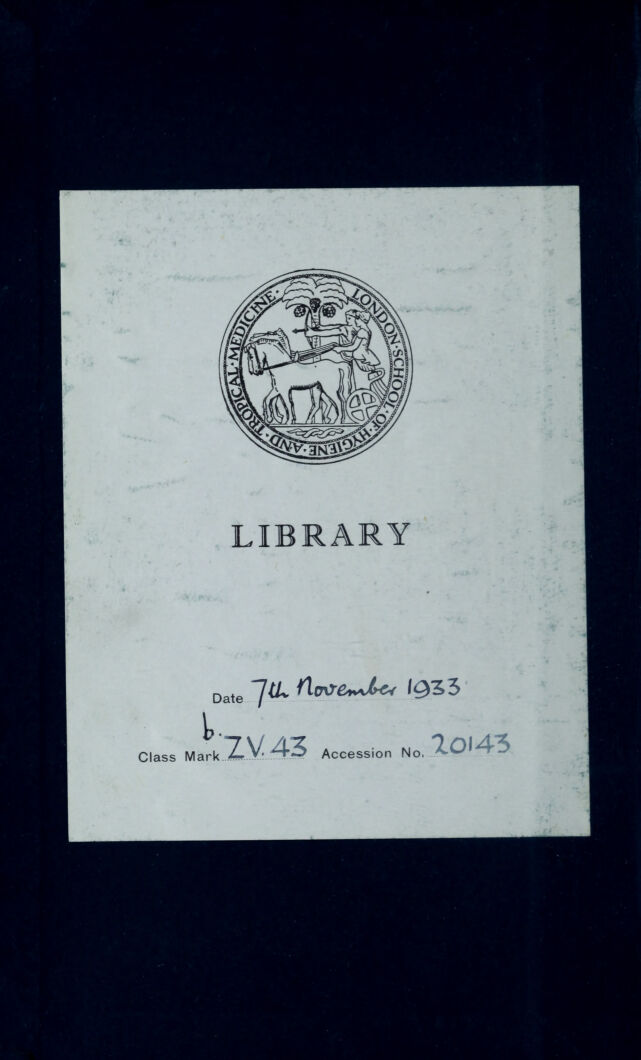 LONDON·SCHOOL·OF·HYGIENE·AND·TROPICAL·MEDICINE·
LIBRARY
Date 7th November 1933
b.
Class Mark ZV.43 Accession No. 20143